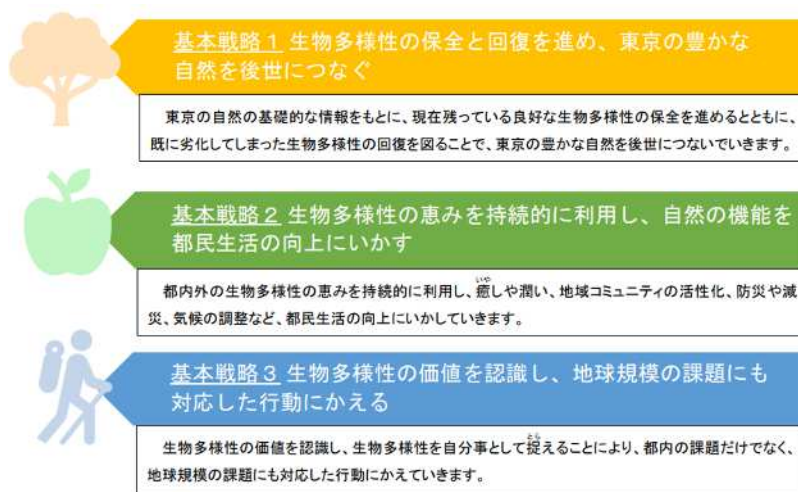 基本戦略1 生物多様性の保全と回復を進め、東京の豊かな
自然を後世につなぐ
東京の自然の基礎的な情報をもとに、現在残っている良好な生物多様性の保全を進めるとともに、
既に劣化してしまった生物多様性の回復を図ることで、東京の豊かな自然を後世につないでいきます。
基本戦略2 生物多様性の恵みを持続的に利用し、自然の機能を
都民生活の向上にいかす
いや
都内外の生物多様性の恵みを持続的に利用し、癒しや潤い、地域コミュニティの活性化、防災や減
災、気候の調整など、都民生活の向上にいかしていきます。
基本戦略3 生物多様性の価値を認識し、地球規模の課題にも
対応した行動にかえる
とら
生物多様性の価値を認識し、生物多様性を自分事として捉えることにより、都内の課題だけでなく、
地球規模の課題にも対応した行動にかえていきます。